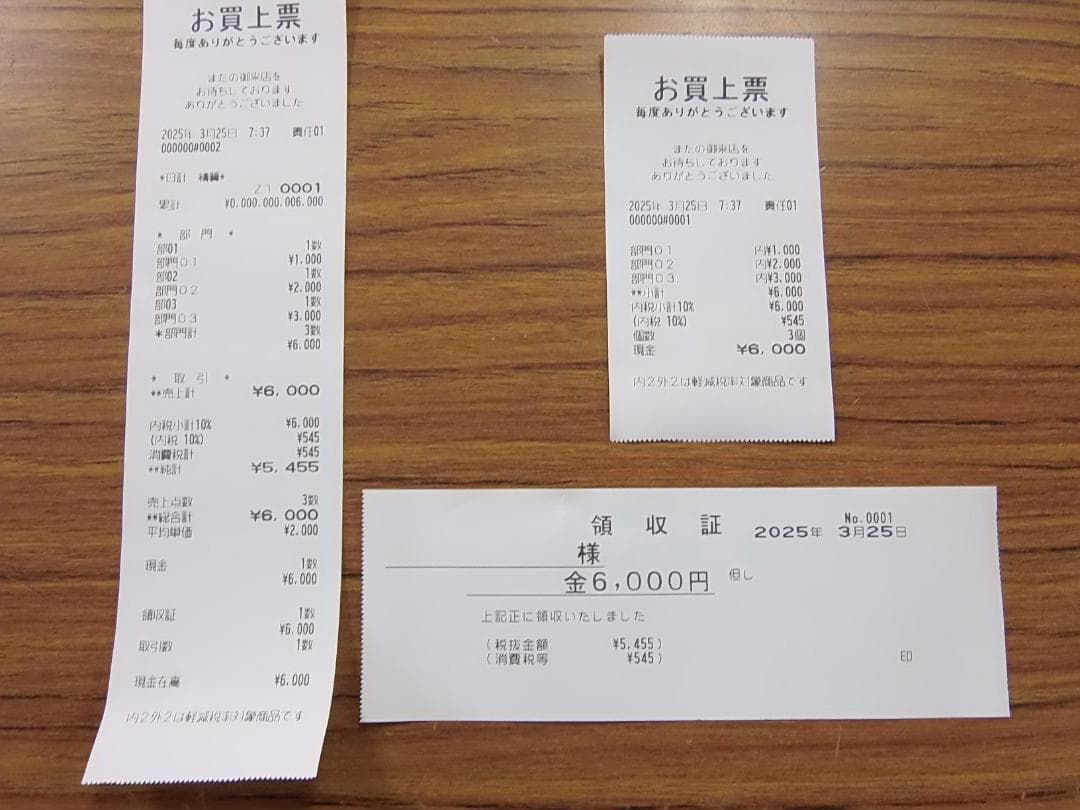 お買上票
毎度ありがとうございます
またの御来店を
お待ちしております
ありがとうございました
2025年 3月25日 7:37 責任01
000000#0002
*日計 精算*
Z1 0001
累計 ¥0,000,000,006,000
* 部門 *
部01 1数
部門01 ¥1,000
部02 1数
部門02 ¥2,000
部03 1数
部門03 ¥3,000
*部門計 3数
¥6,000
* 取引 *
**売上計 ¥6,000
内税小計10% ¥6,000
(内税 10%) ¥545
消費税計 ¥545
**純計 ¥5,455
売上点数 3数
**総合計 ¥6,000
平均単価 ¥2,000
現金 1数
¥6,000
領収証 1数
¥6,000
取引数 1数
現金在高 ¥6,000
内2外2は軽減税率対象商品です
お買上票
毎度ありがとうございます
またの御来店を
お待ちしております
ありがとうございました
2025年 3月25日 7:37 責任01
000000#0001
部門01 内¥1,000
部門02 内¥2,000
部門03 内¥3,000
**小計 ¥6,000
内税小計10% ¥6,000
(内税 10%) ¥545
個数 3個
現金 ¥6,000
内2外2は軽減税率対象商品です
No.0001
領収証 2025年 3月25日
様
金6,000円 但し
上記正に領収いたしました
(税抜金額 ¥5,455)
(消費税等 ¥545)
印